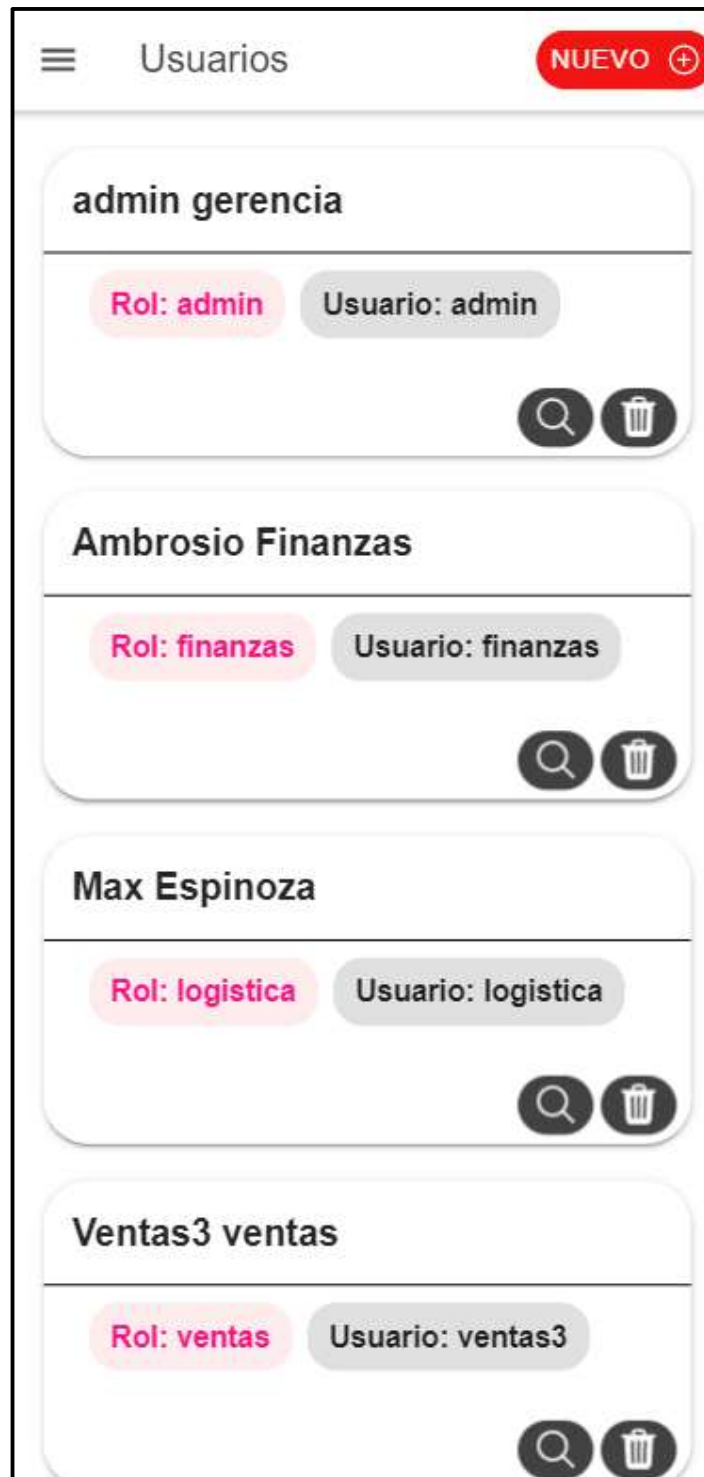 Usuarios NUEVO
admin gerencia
Rol: admin Usuario: admin
Ambrosio Finanzas
Rol: finanzas Usuario: finanzas
Max Espinoza
Rol: logistica Usuario: logistica
Ventas3 ventas
Rol: ventas Usuario: ventas3